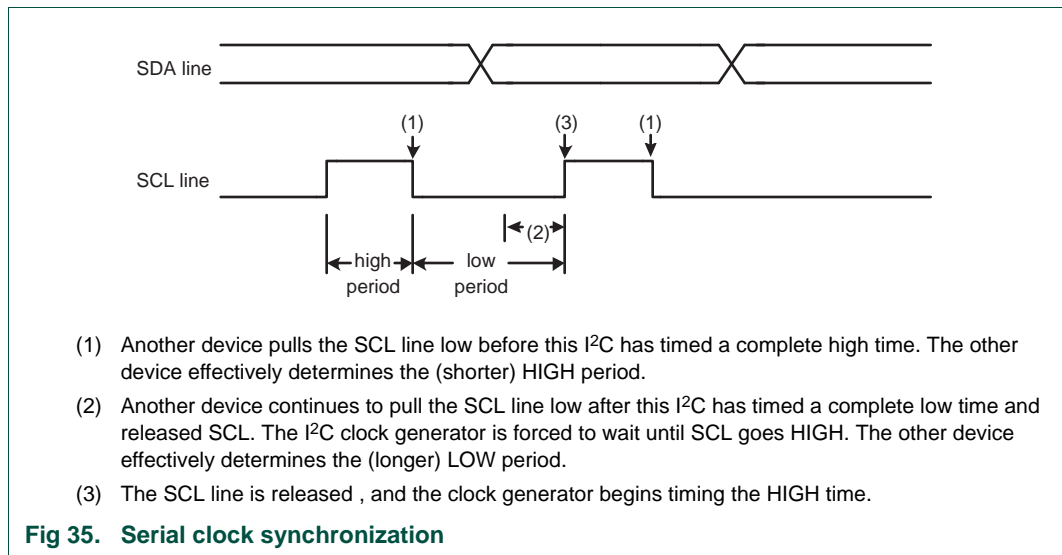 SDA line
(1) (3) (1)
SCL line
(2)
high low
period period
(1) Another device pulls the SCL line low before this I2C has timed a complete high time. The other
device effectively determines the (shorter) HIGH period.
(2) Another device continues to pull the SCL line low after this I2C has timed a complete low time and
released SCL. The I2C clock generator is forced to wait until SCL goes HIGH. The other device
effectively determines the (longer) LOW period.
(3) The SCL line is released , and the clock generator begins timing the HIGH time.
Fig 35. Serial clock synchronization